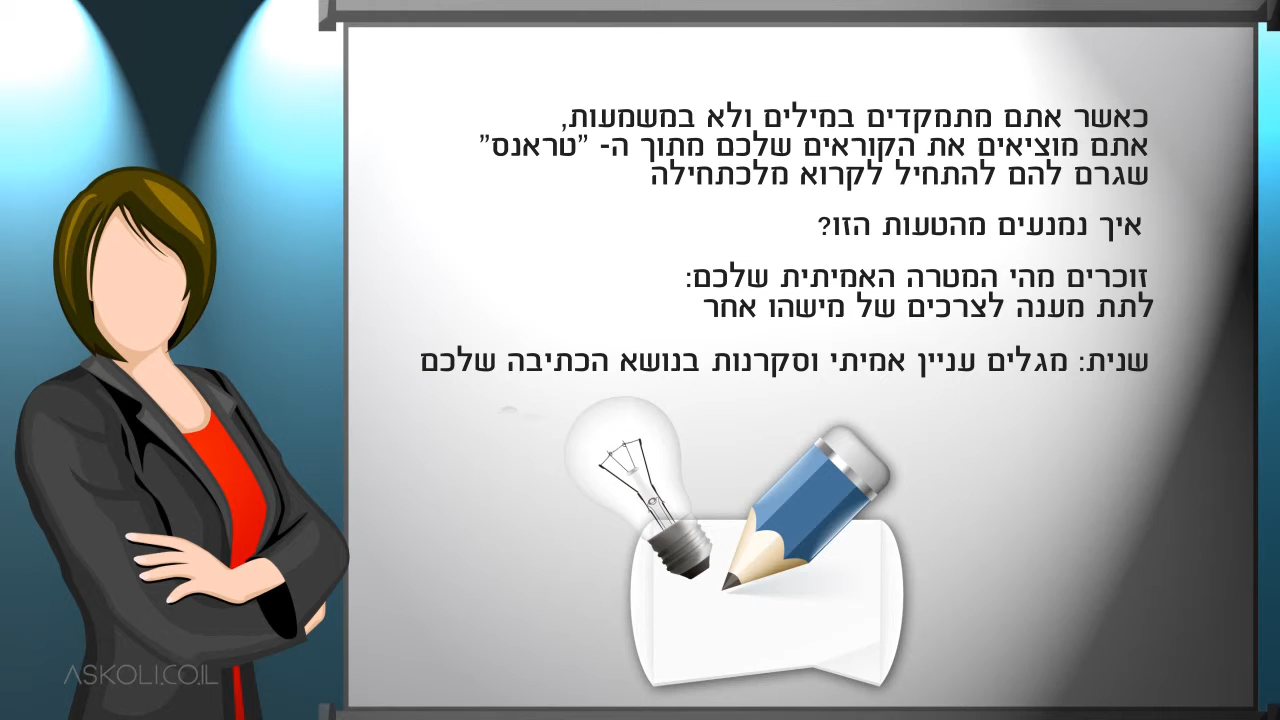 כאשר אתם מתמקדים במילים ולא במשמעות,
אתם מוציאים את הקוראים שלכם מתוך ה- "טראנס"
שגרם להם להתחיל לקרוא מלכתחילה
איך נמנעים מהטעות הזו?
זוכרים מהי המטרה האמיתית שלכם:
לתת מענה לצרכים של מישהו אחר
שנית: מגלים עניין אמיתי וסקרנות בנושא הכתיבה שלכם
ASKOLI.CO.IL